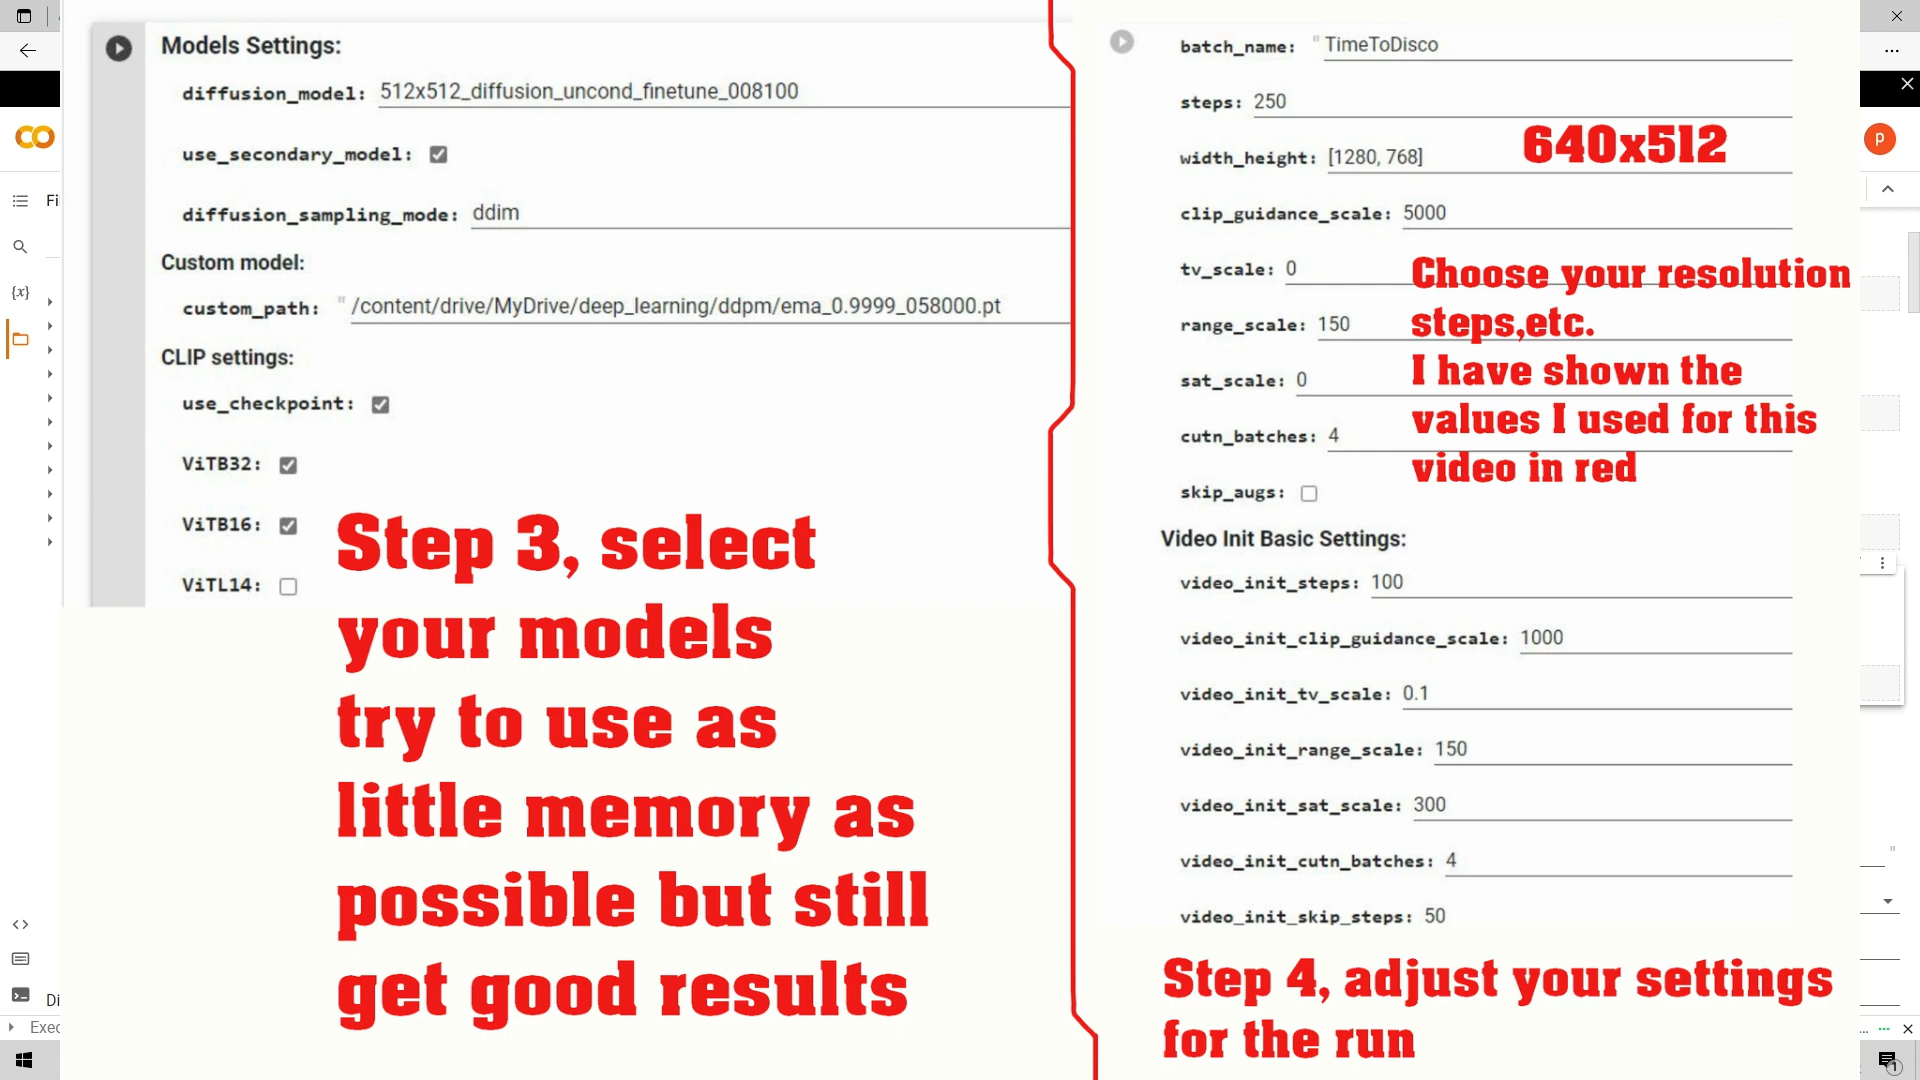 Models Settings:
diffusion_model: 512x512_diffusion_uncond_finetune_008100
use_secondary_model:
diffusion_sampling_mode: ddim
Custom model:
custom_path: " /content/drive/MyDrive/deep_learning/ddpm/ema_0.9999_058000.pt
CLIP settings:
use_checkpoint:
ViTB32:
ViTB16:
ViTL14:
Step 3, select
your models
try to use as
little memory as
possible but still
get good results
batch_name: " TimeToDisco
steps: 250
width_height: [1280, 768]
640x512
clip_guidance_scale: 5000
tv_scale: 0
range_scale: 150
sat_scale: 0
cutn_batches: 4
skip_augs:
Choose your resolution
steps,etc.
I have shown the
values I used for this
video in red
Video Init Basic Settings:
video_init_steps: 100
video_init_clip_guidance_scale: 1000
video_init_tv_scale: 0.1
video_init_range_scale: 150
video_init_sat_scale: 300
video_init_cutn_batches: 4
video_init_skip_steps: 50
Step 4, adjust your settings
for the run
CO
Fi
{x}
Di
Exec
p
"
1